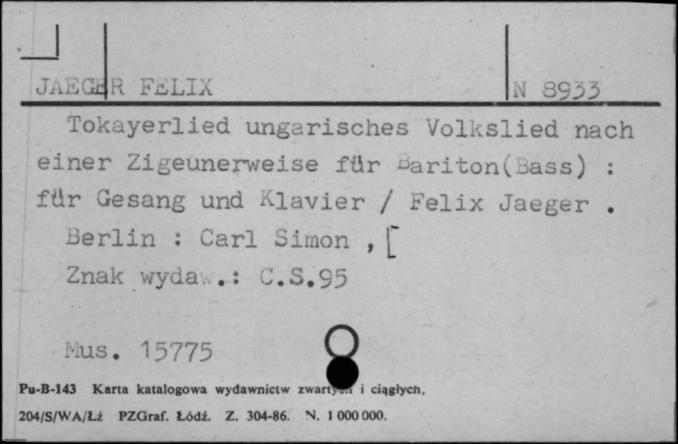 JAEGER FELIX N 8933
Tokayerlied ungarisches Volkslied nach
einer Zigeunerweise für Bariton(Bass) :
für Gesang und Klavier / Felix Jaeger .
Berlin : Carl Simon , [
Znak wydaw.: C.S.95
Mus. 15775
Pu-B-143 Karta katalogowa wydawnictw zwartych i ciągłych,
204/S/WA/Łż PZGraf. Łódź. Z. 304-86. N. 1 000 000.